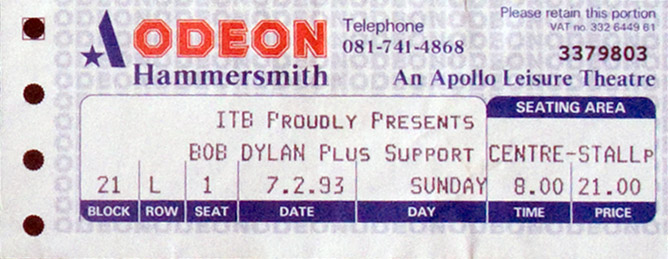 Please retain this portion
VAT no. 332 6449 61
ODEON
Telephone
081-741-4868
3379803
Hammersmith
An Apollo Leisure Theatre
SEATING AREA
ITB PROUDLY PRESENTS
BOB DYLAN PLUS SUPPORT CENTRE-STALLP
21 L 1 7.2.93 SUNDAY 8.00 21.00
BLOCK ROW SEAT DATE DAY TIME PRICE